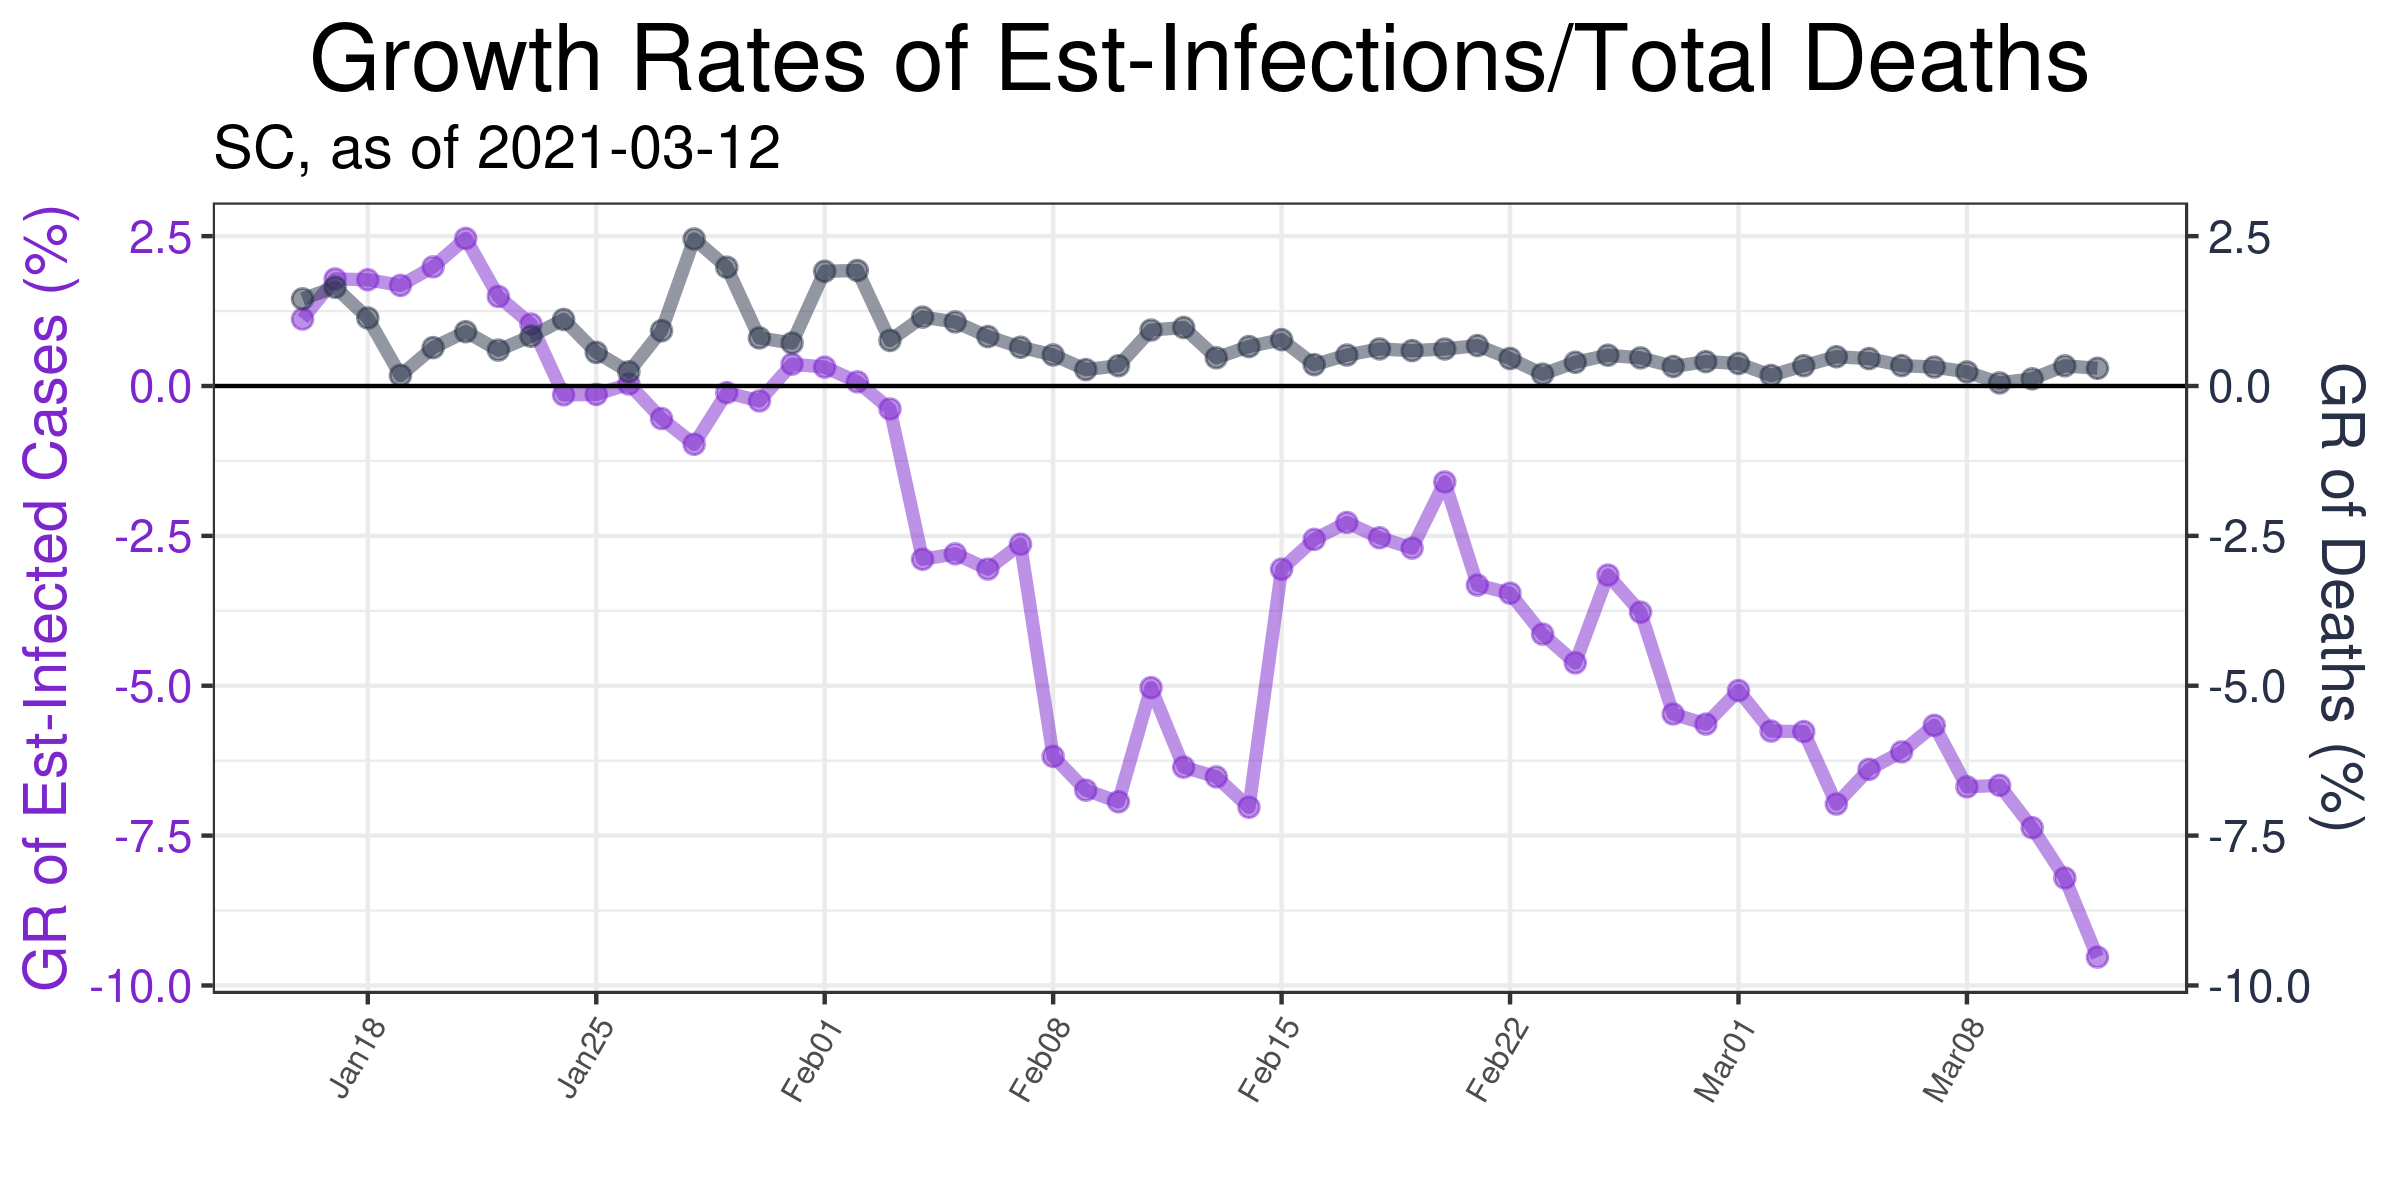 Growth Rates of Est-Infections/Total Deaths
SC, as of 2021-03-12
GR of Est-Infected Cases (%)
2.5
0.0
-2.5
-5.0
-7.5
-10.0
2.5
0.0
-2.5
-5.0
-7.5
-10.0
GR of Deaths (%)
Jan18
Jan25
Feb01
Feb08
Feb15
Feb22
Mar01
Mar08